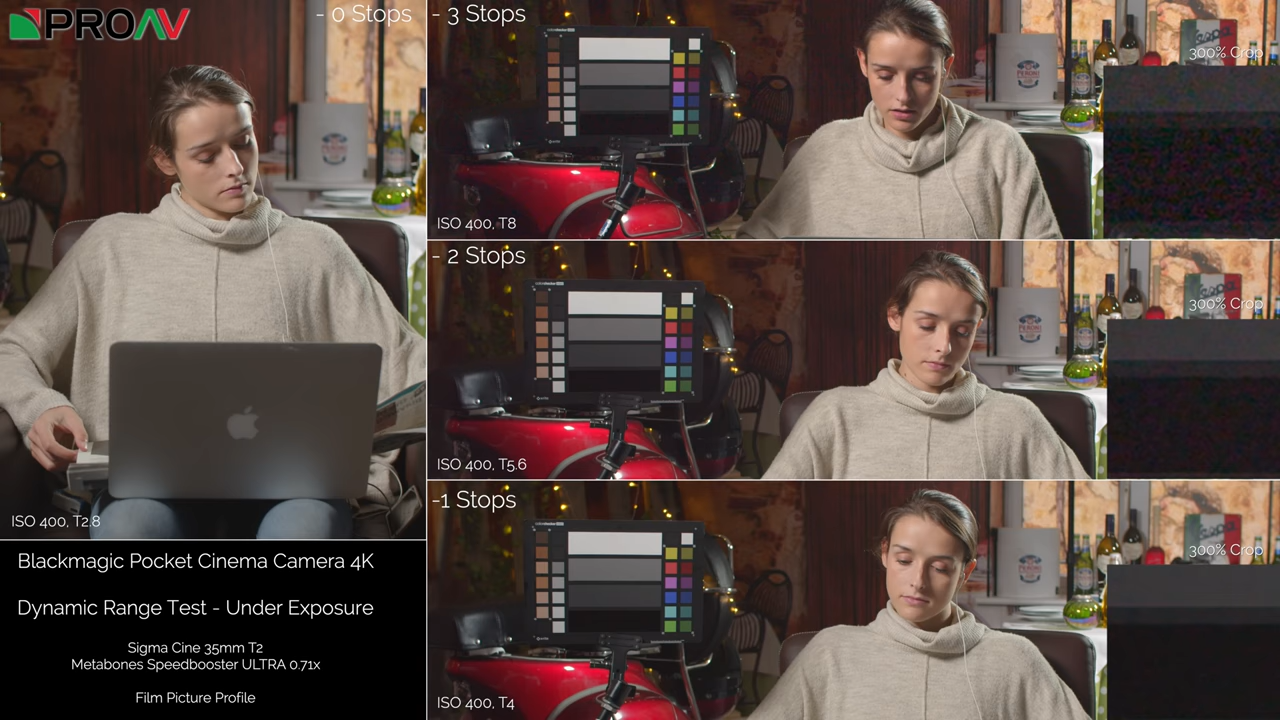 PROAV
- 0 Stops
ISO 400, T2.8
Blackmagic Pocket Cinema Camera 4K
Dynamic Range Test - Under Exposure
Sigma Cine 35mm T2
Metabones Speedbooster ULTRA 0.71x
Film Picture Profile
- 3 Stops
300% Crop
PERONI
ISO 400, T8
- 2 Stops
300% Crop
PERONI
ISO 400, T5.6
-1 Stops
300% Crop
ISO 400, T4